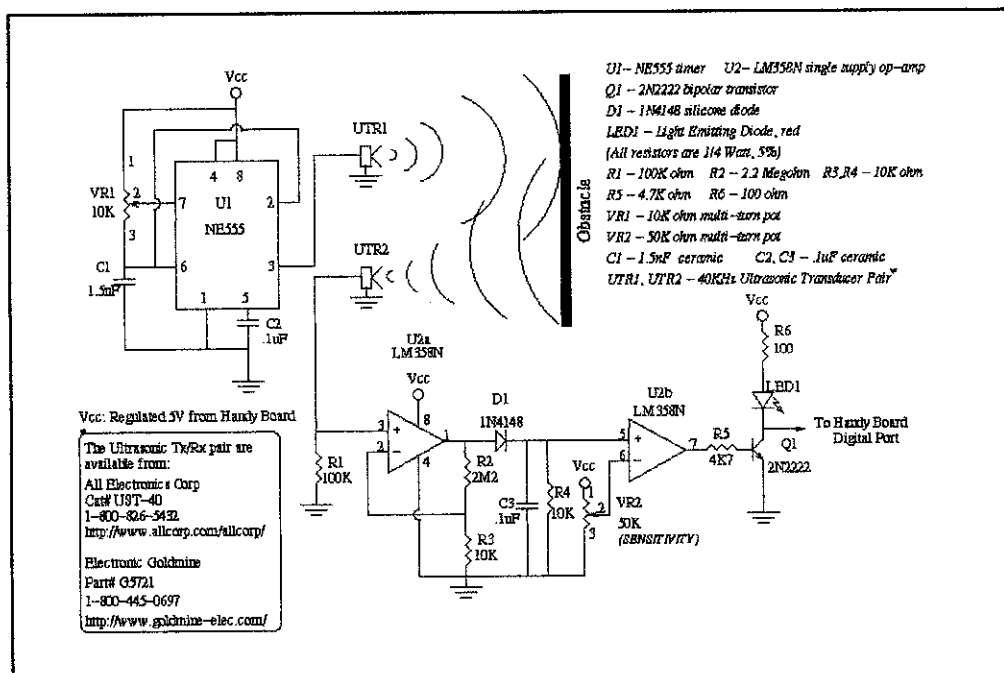 U1 – NE555 timer U2 – LM358N single supply op-amp
Q1 – 2N2222 bipolar transistor
D1 – 1N4148 silicone diode
LED1 – Light Emitting Diode, red
(All resistors are 1/4 Watt, 5%)
R1 – 100K ohm R2 – 2.2 Megohm R3,R4 – 10K ohm
R5 – 4.7K ohm R6 – 100 ohm
VR1 – 10K ohm multi-turn pot
VR2 – 50K ohm multi-turn pot
C1 – 1.5nF ceramic C2, C3 – .1uF ceramic
UTR1, UTR2 – 40KHz Ultrasonic Transducer Pair*
Vcc
1
VR1
10K
2
3
C1
1.5nF
4 8
U1
NE555
7
2
6
3
1
5
C2
.1uF
UTR1
UTR2
Obstacle
U2a
LM358N
Vcc
8
3
+
2
–
1
4
R1
100K
D1
1N4148
R2
2M2
R3
10K
C3
.1uF
R4
10K
Vcc
1
2
3
VR2
50K
(SENSITIVITY)
U2b
LM358N
5
+
6
–
7
R5
4K7
Vcc
R6
100
LED1
To Handy Board
Digital Port
Q1
2N2222
Vcc: Regulated 5V from Handy Board
The Ultrasonic Tx/Rx pair are
available from:
All Electronics Corp
Cat# UST-40
1-800-826-5432
http://www.allcorp.com/allcorp/
Electronic Goldmine
Part# G5721
1-800-445-0697
http://www.goldmine-elec.com/